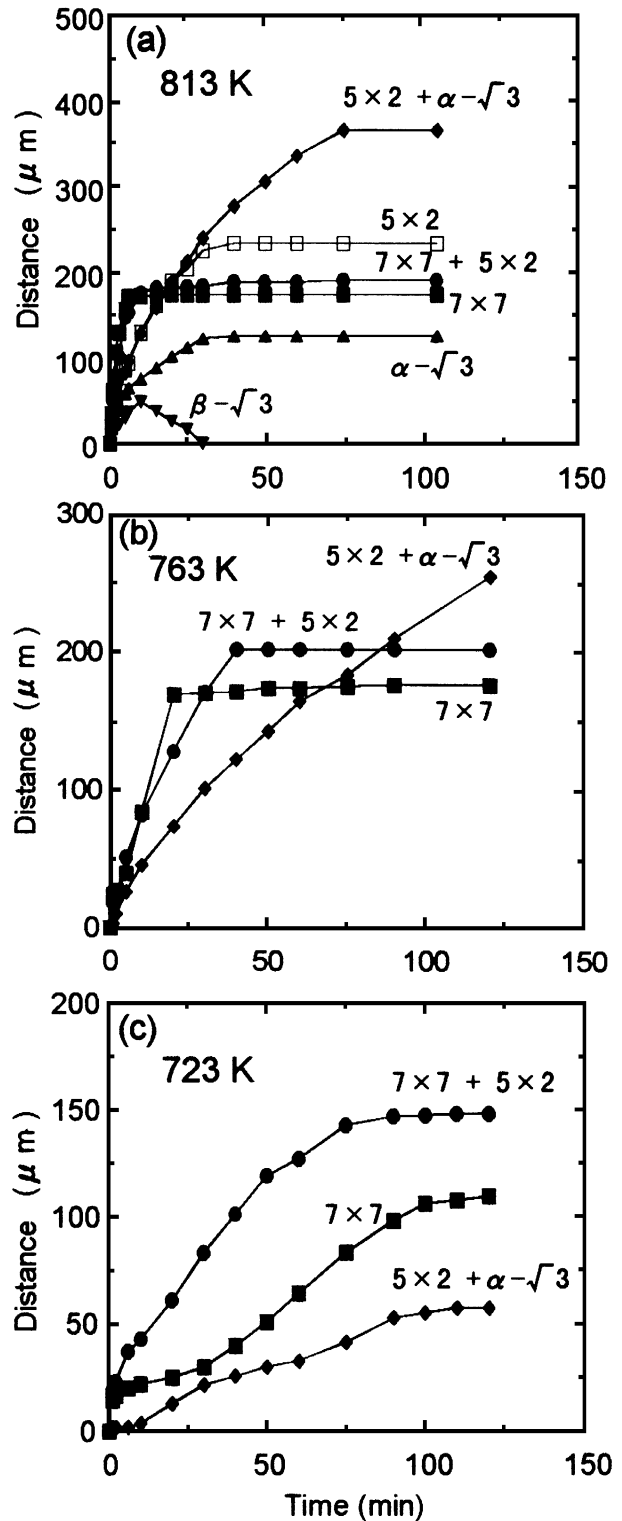 (a)
813 K
500
400
300
200
100
0
Distance (μm)
5×2 + α-√3
5×2
7×7 + 5×2
7×7
α-√3
β-√3
0 50 100 150
(b)
763 K
300
200
100
0
Distance (μm)
5×2 + α-√3
7×7 + 5×2
7×7
0 50 100 150
(c)
723 K
200
150
100
50
0
Distance (μm)
7×7 + 5×2
7×7
5×2 + α-√3
0 50 100 150
Time (min)